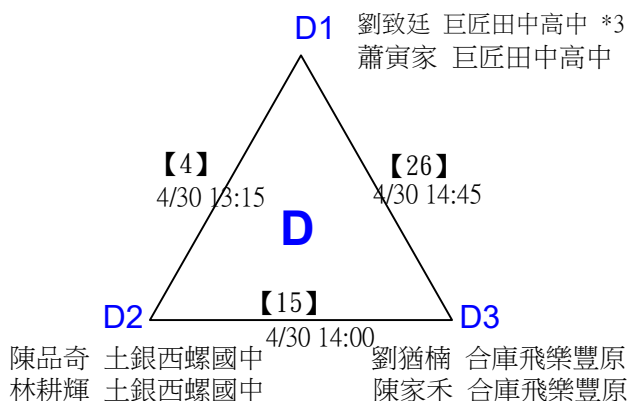 D1 劉致廷 巨匠田中高中 *3
蕭寅家 巨匠田中高中
【4】
4/30 13:15
【26】
4/30 14:45
D
【15】
4/30 14:00
D2
D3
陳品奇 土銀西螺國中
林耕輝 土銀西螺國中
劉猶楠 合庫飛樂豐原
陳家禾 合庫飛樂豐原